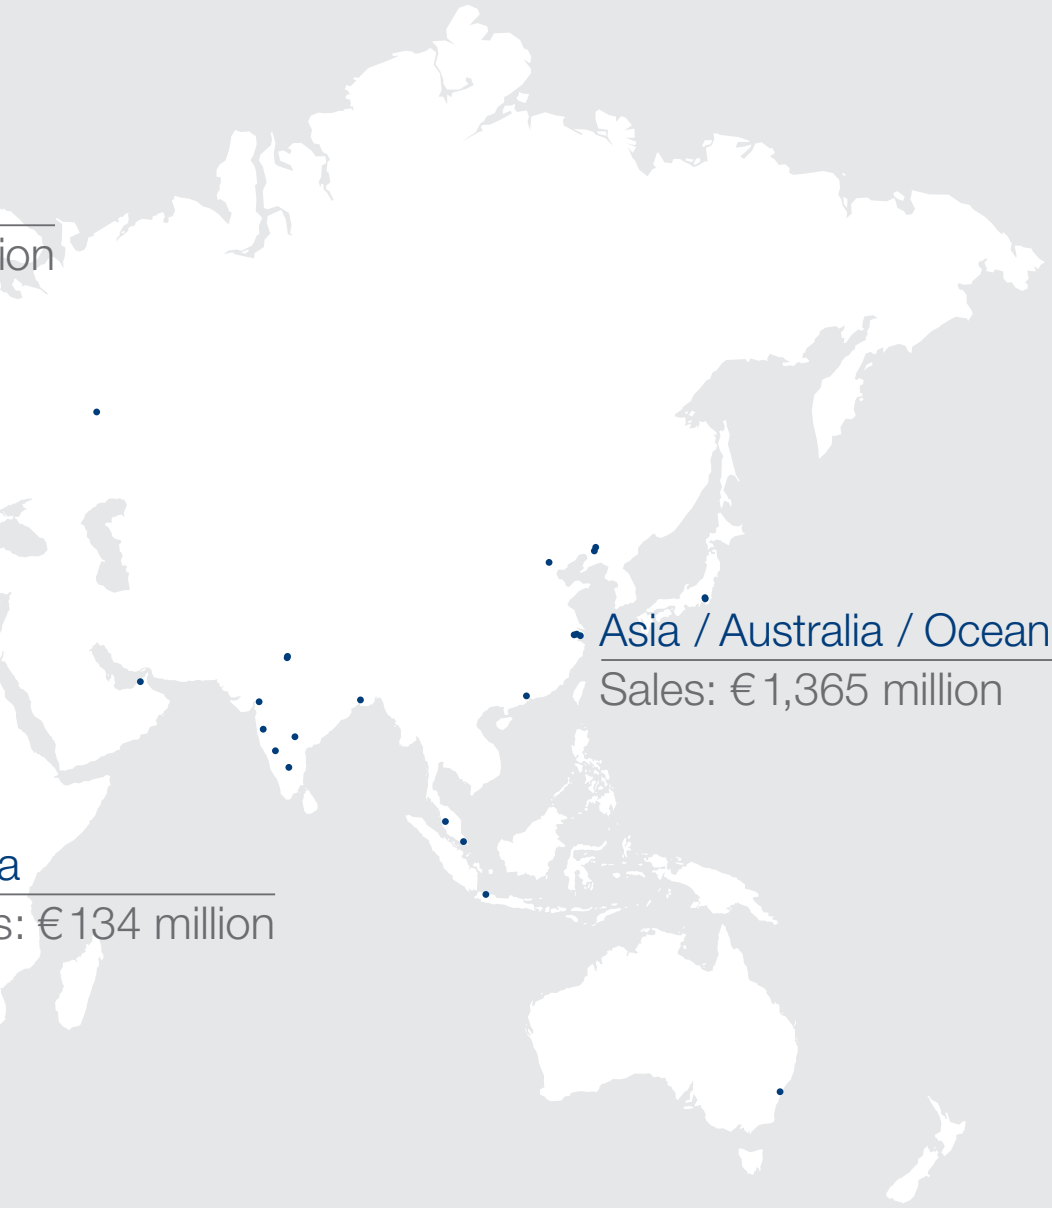 ion
Asia / Australia / Ocean
Sales: € 1,365 million
a
s: € 134 million